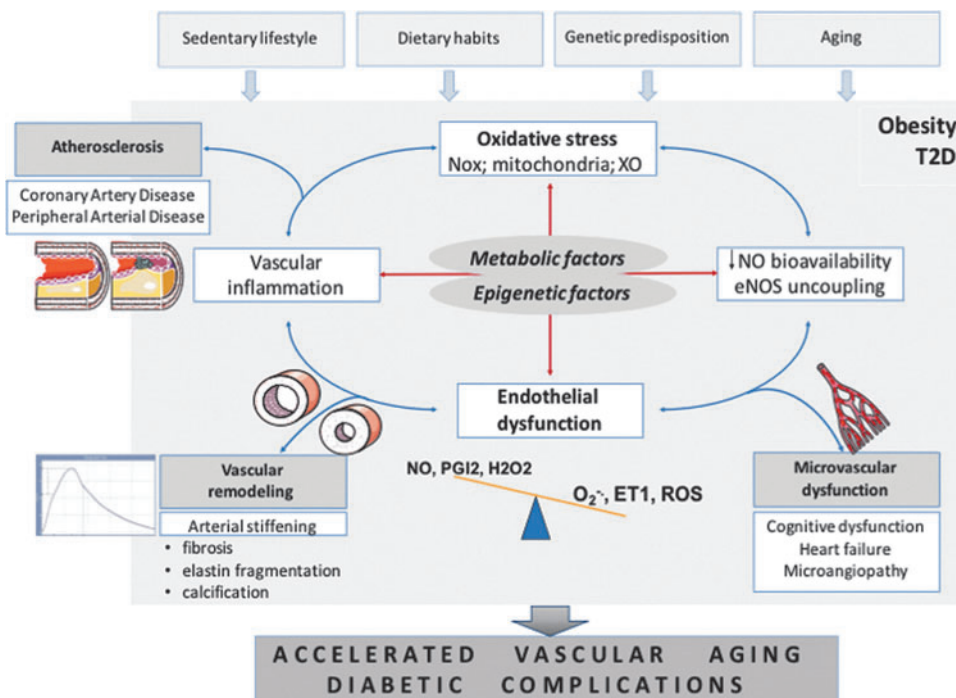 Sedentary lifestyle
Dietary habits
Genetic predisposition
Aging
Obesity
T2D
Atherosclerosis
Coronary Artery Disease
Peripheral Arterial Disease
Oxidative stress
Nox; mitochondria; XO
Vascular
inflammation
Metabolic factors
Epigenetic factors
↓NO bioavailability
eNOS uncoupling
Endothelial
dysfunction
Vascular
remodeling
Arterial stiffening
• fibrosis
• elastin fragmentation
• calcification
NO, PGI2, H2O2
O₂⁻·, ET1, ROS
Microvascular
dysfunction
Cognitive dysfunction
Heart failure
Microangiopathy
ACCELERATED VASCULAR AGING
DIABETIC COMPLICATIONS